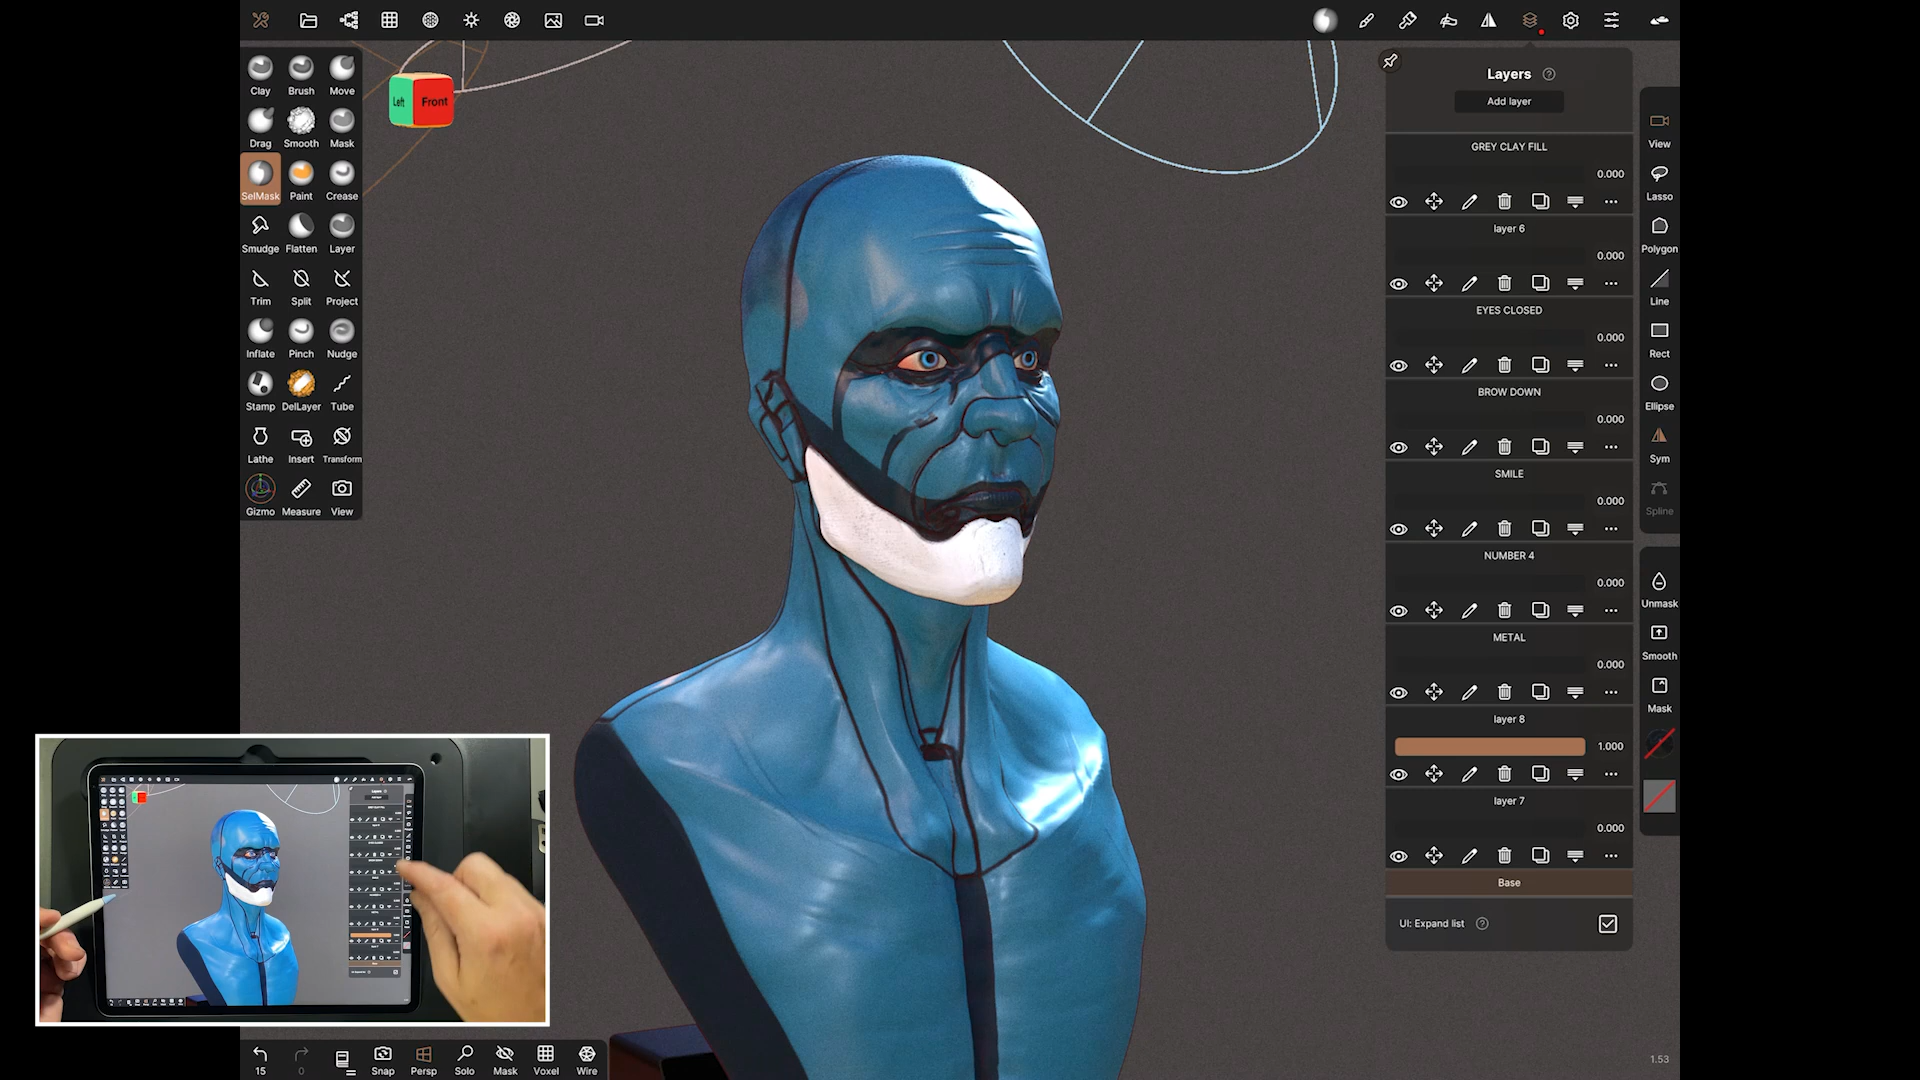 Left
Front
Clay
Brush
Move
Drag
Smooth
Mask
SelMask
Paint
Crease
Smudge
Flatten
Layer
Trim
Split
Project
Inflate
Pinch
Nudge
Stamp
DelLayer
Tube
Lathe
Insert
Transform
Gizmo
Measure
View
Layers
Add layer
GREY CLAY FILL
0.000
layer 6
0.000
EYES CLOSED
0.000
BROW DOWN
0.000
SMILE
0.000
NUMBER 4
0.000
METAL
0.000
layer 8
1.000
layer 7
0.000
Base
UI: Expand list
View
Lasso
Polygon
Line
Rect
Ellipse
Sym
Spline
Unmask
Smooth
Mask
15
0
Snap
Persp
Solo
Mask
Voxel
Wire
1.53